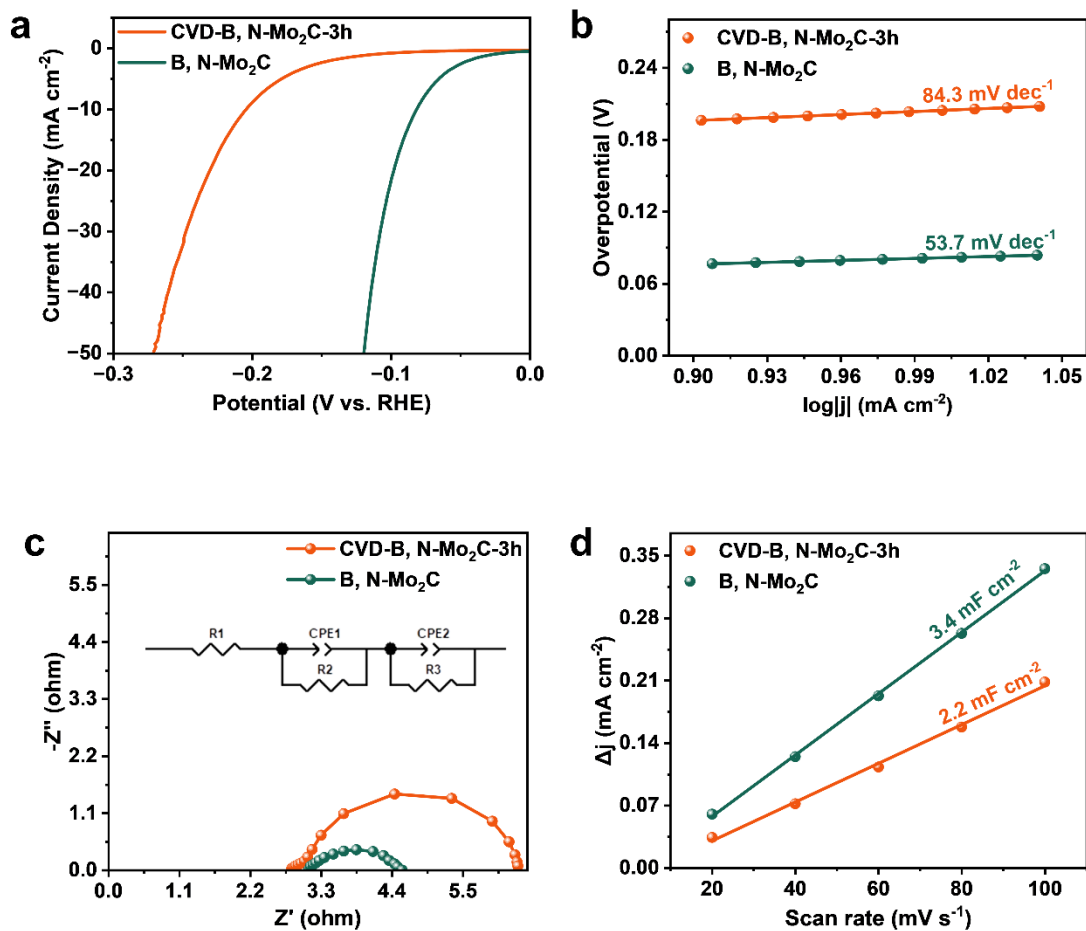 a
CVD-B, N-Mo₂C-3h
B, N-Mo₂C
Current Density (mA cm⁻²)
0
−10
−20
−30
−40
−50
−0.3
−0.2
−0.1
0.0
Potential (V vs. RHE)
b
CVD-B, N-Mo₂C-3h
B, N-Mo₂C
84.3 mV dec⁻¹
53.7 mV dec⁻¹
Overpotential (V)
0.24
0.18
0.12
0.06
0.00
0.90
0.93
0.96
0.99
1.02
1.05
log|j| (mA cm⁻²)
c
CVD-B, N-Mo₂C-3h
B, N-Mo₂C
R1
CPE1
R2
CPE2
R3
-Z'' (ohm)
5.5
4.4
3.3
2.2
1.1
0.0
0.0
1.1
2.2
3.3
4.4
5.5
Z' (ohm)
d
CVD-B, N-Mo₂C-3h
B, N-Mo₂C
3.4 mF cm⁻²
2.2 mF cm⁻²
Δj (mA cm⁻²)
0.35
0.28
0.21
0.14
0.07
0.00
20
40
60
80
100
Scan rate (mV s⁻¹)